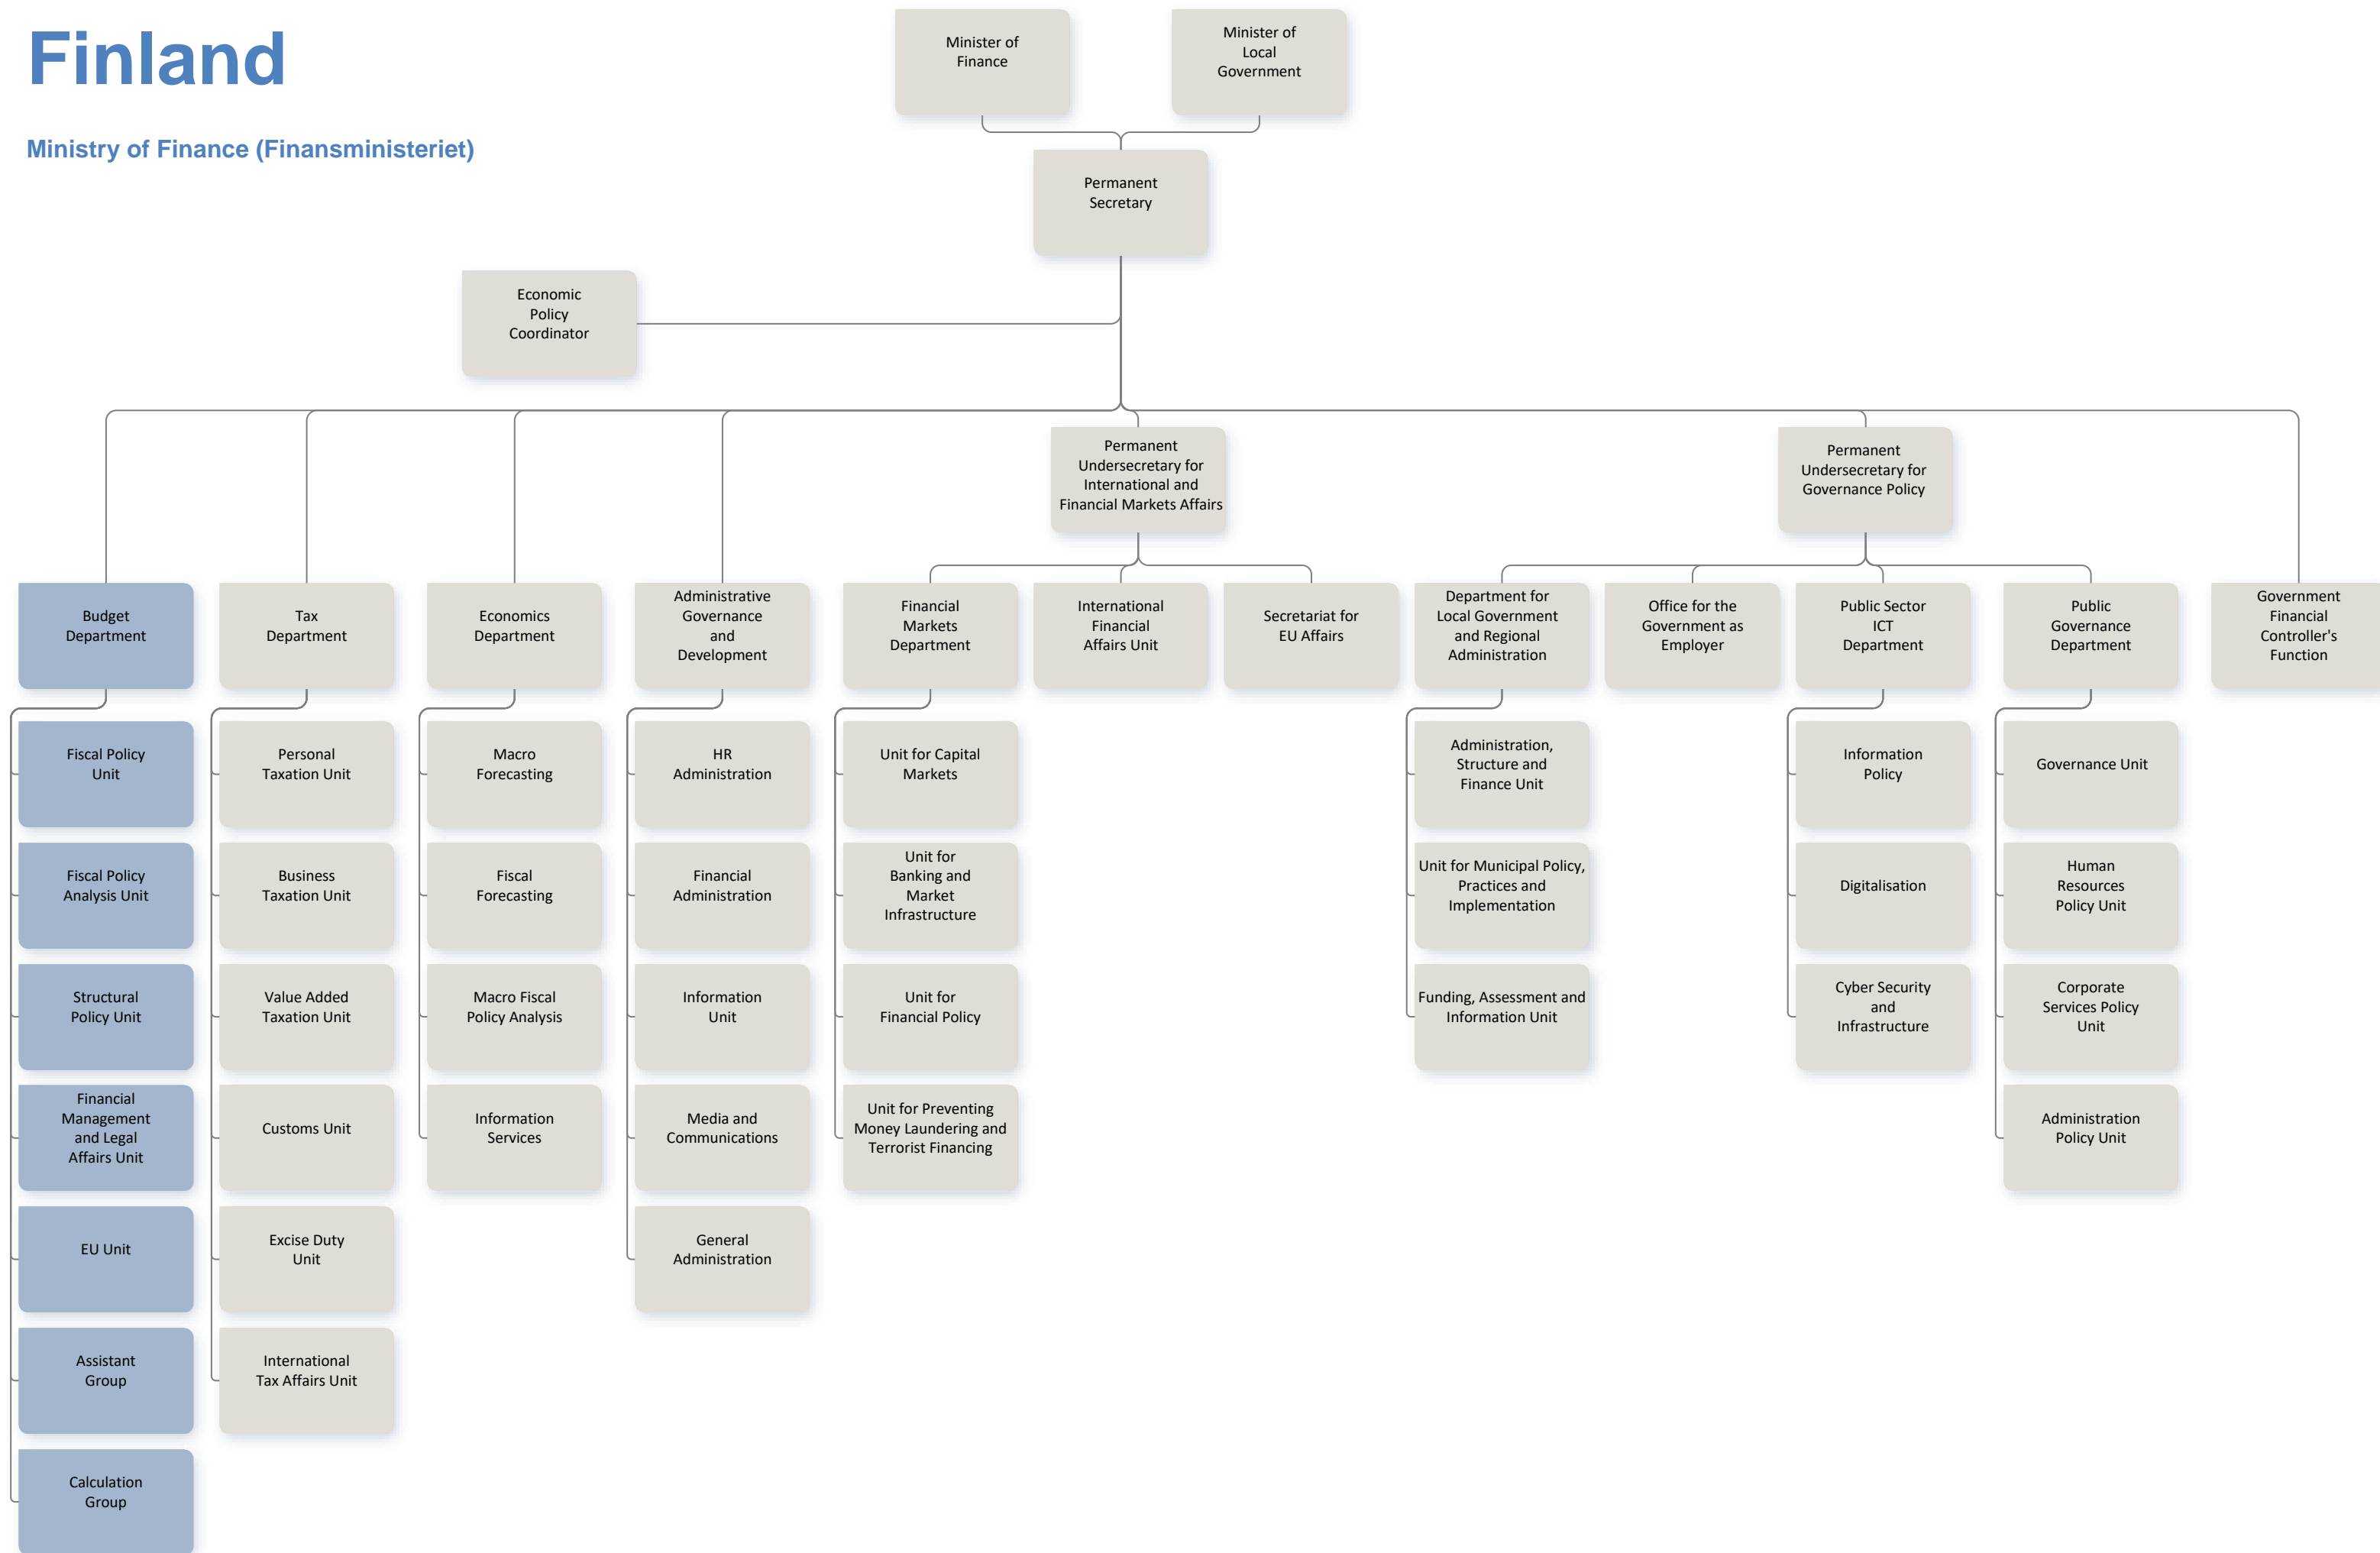 Finland
Ministry of Finance (Finansministeriet)
Minister of
Finance
Minister of
Local
Government
Permanent
Secretary
Economic
Policy
Coordinator
Permanent
Undersecretary for
International and
Financial Markets Affairs
Permanent
Undersecretary for
Governance Policy
Budget
Department
Tax
Department
Economics
Department
Administrative
Governance
and
Development
Financial
Markets
Department
International
Financial
Affairs Unit
Secretariat for
EU Affairs
Department for
Local Government
and Regional
Administration
Office for the
Government as
Employer
Public Sector
ICT
Department
Public
Governance
Department
Government
Financial
Controller's
Function
Fiscal Policy
Unit
Fiscal Policy
Analysis Unit
Structural
Policy Unit
Financial
Management
and Legal
Affairs Unit
EU Unit
Assistant
Group
Calculation
Group
Personal
Taxation Unit
Business
Taxation Unit
Value Added
Taxation Unit
Customs Unit
Excise Duty
Unit
International
Tax Affairs Unit
Macro
Forecasting
Fiscal
Forecasting
Macro Fiscal
Policy Analysis
Information
Services
HR
Administration
Financial
Administration
Information
Unit
Media and
Communications
General
Administration
Unit for Capital
Markets
Unit for
Banking and
Market
Infrastructure
Unit for
Financial Policy
Unit for Preventing
Money Laundering and
Terrorist Financing
Administration,
Structure and
Finance Unit
Unit for Municipal Policy,
Practices and
Implementation
Funding, Assessment and
Information Unit
Information
Policy
Digitalisation
Cyber Security
and
Infrastructure
Governance Unit
Human
Resources
Policy Unit
Corporate
Services Policy
Unit
Administration
Policy Unit